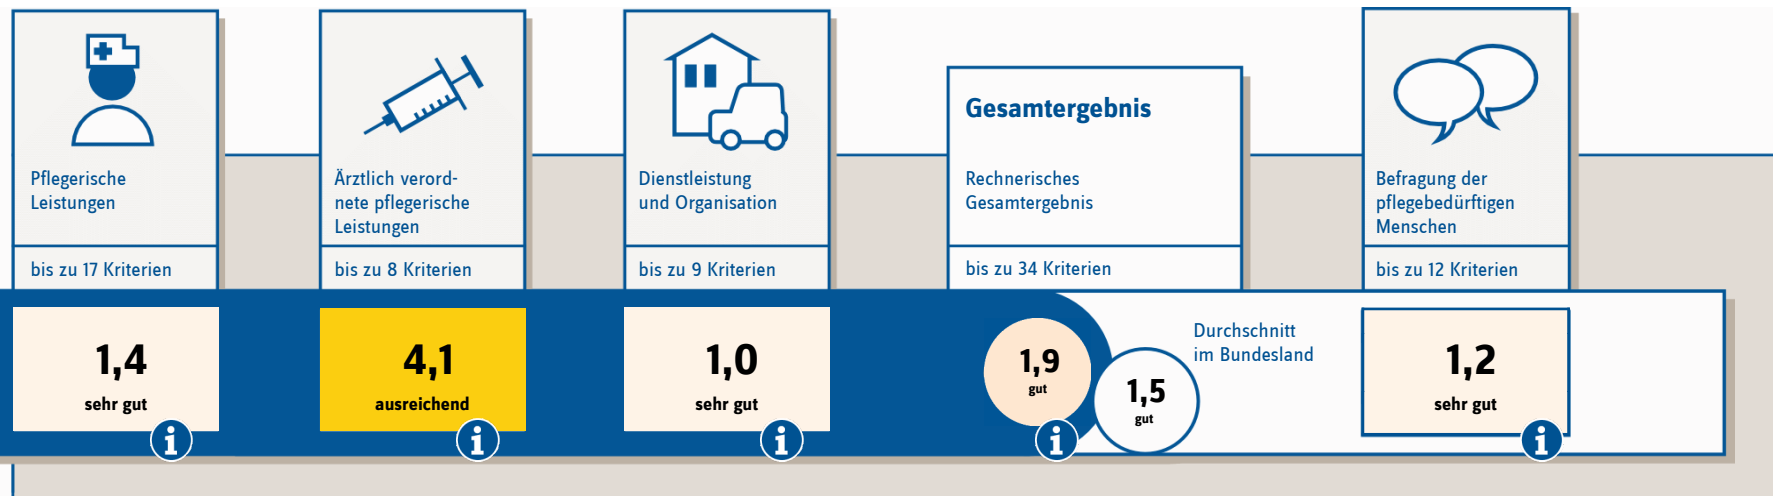 Pflegerische
Leistungen
bis zu 17 Kriterien
1,4
sehr gut
i
Ärztlich verord-
nete pflegerische
Leistungen
bis zu 8 Kriterien
4,1
ausreichend
i
Dienstleistung
und Organisation
bis zu 9 Kriterien
1,0
sehr gut
i
Gesamtergebnis
Rechnerisches
Gesamtergebnis
bis zu 34 Kriterien
1,9
gut
i
1,5
gut
Durchschnitt
im Bundesland
Befragung der
pflegebedürftigen
Menschen
bis zu 12 Kriterien
1,2
sehr gut
i